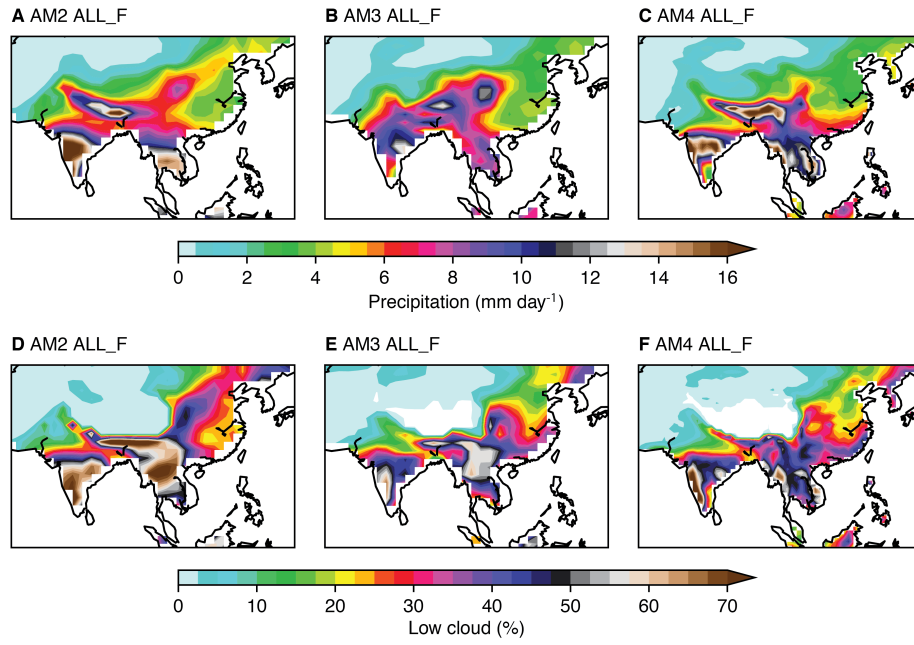 A AM2 ALL_F
B AM3 ALL_F
C AM4 ALL_F
0 2 4 6 8 10 12 14 16
Precipitation (mm day-1)
D AM2 ALL_F
E AM3 ALL_F
F AM4 ALL_F
0 10 20 30 40 50 60 70
Low cloud (%)